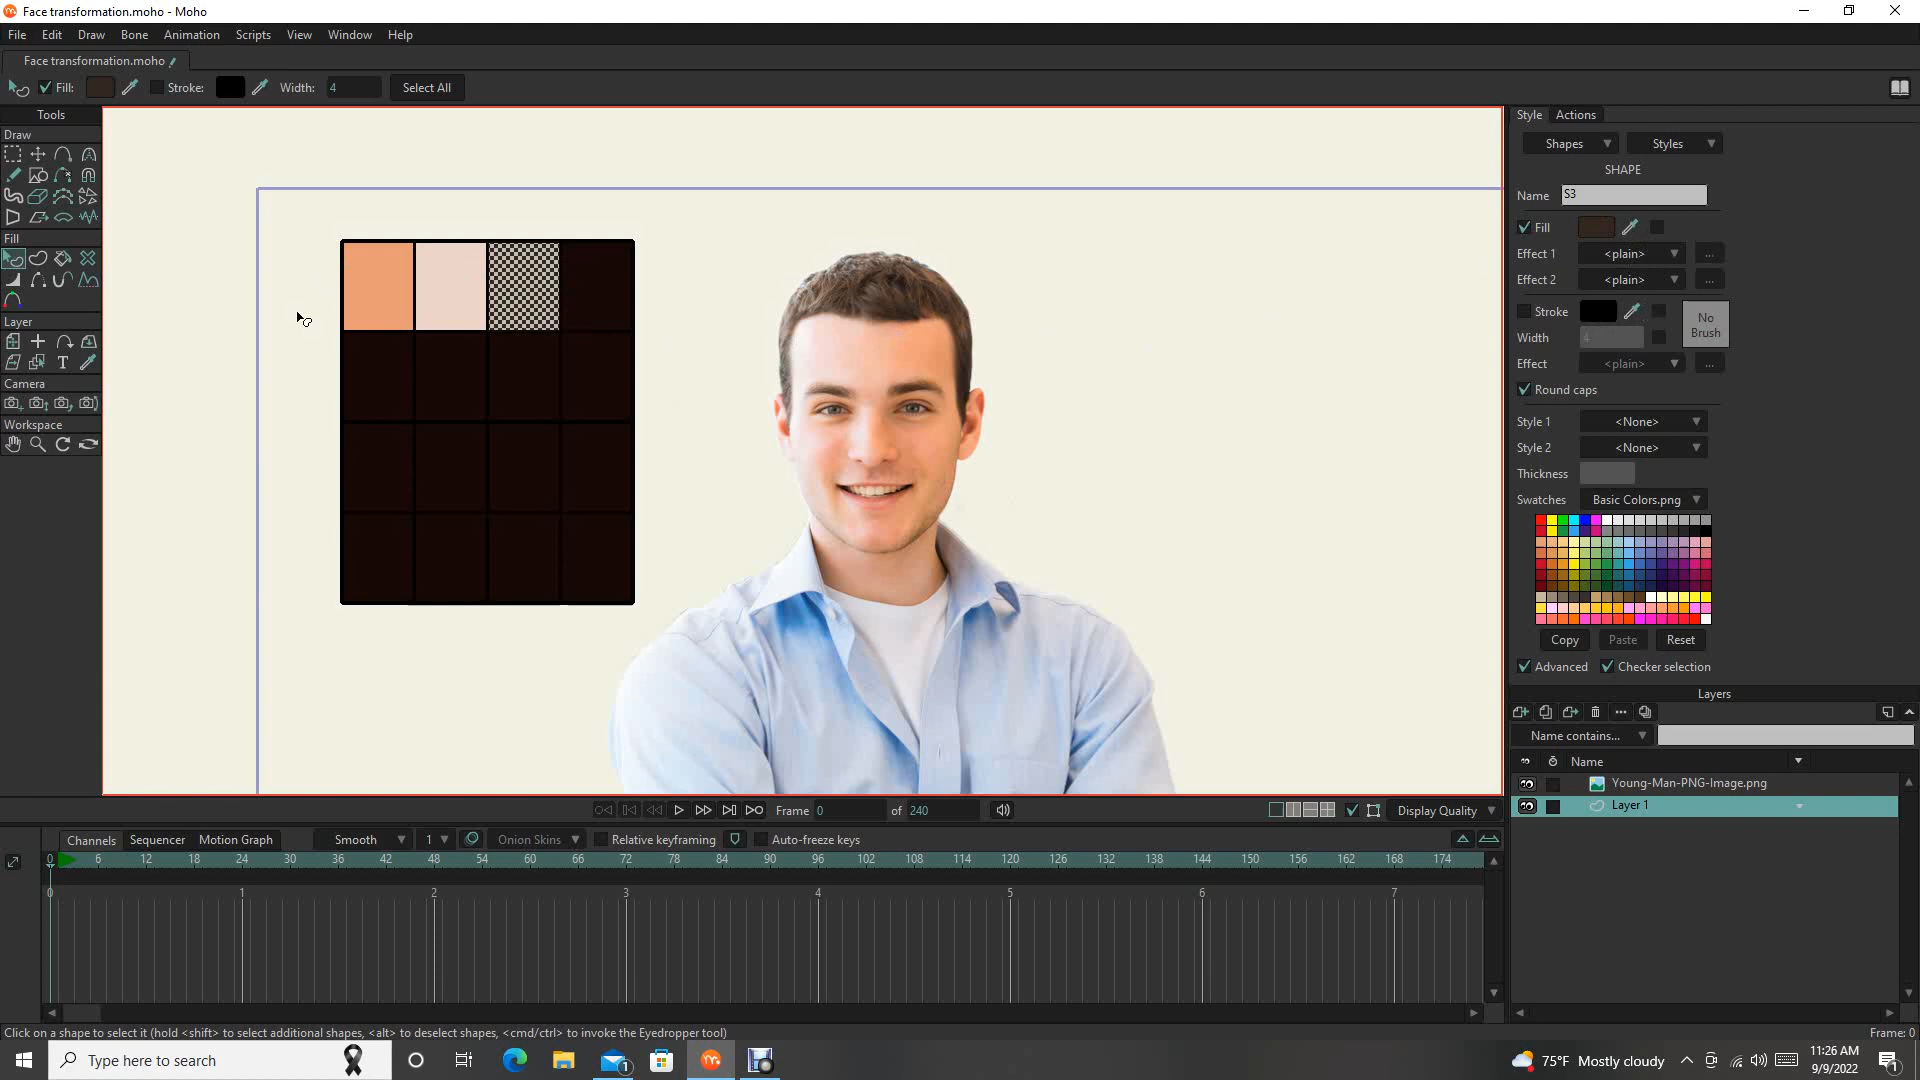 Face transformation.moho - Moho
File Edit Draw Bone Animation Scripts View Window Help
Face transformation.moho
Fill: Stroke: Width: 4 Select All
Tools
Draw
Fill
Layer
Camera
Workspace
Style Actions
Shapes Styles
SHAPE
Name S3
Fill
Effect 1 <plain> ...
Effect 2 <plain> ...
Stroke
No Brush
Width 4
Effect <plain> ...
Round caps
Style 1 <None>
Style 2 <None>
Thickness
Swatches Basic Colors.png
Copy Paste Reset
Advanced Checker selection
Layers
Name contains...
Name
Young-Man-PNG-Image.png
Layer 1
Frame 0 of 240 Display Quality
Channels Sequencer Motion Graph Smooth 1 Onion Skins Relative keyframing Auto-freeze keys
0 6 12 18 24 30 36 42 48 54 60 66 72 78 84 90 96 102 108 114 120 126 132 138 144 150 156 162 168 174
0 1 2 3 4 5 6 7
Click on a shape to select it (hold <shift> to select additional shapes, <alt> to deselect shapes, <cmd/ctrl> to invoke the Eyedropper tool) Frame: 0
Type here to search 1 75°F Mostly cloudy 11:26 AM 1
9/9/2022